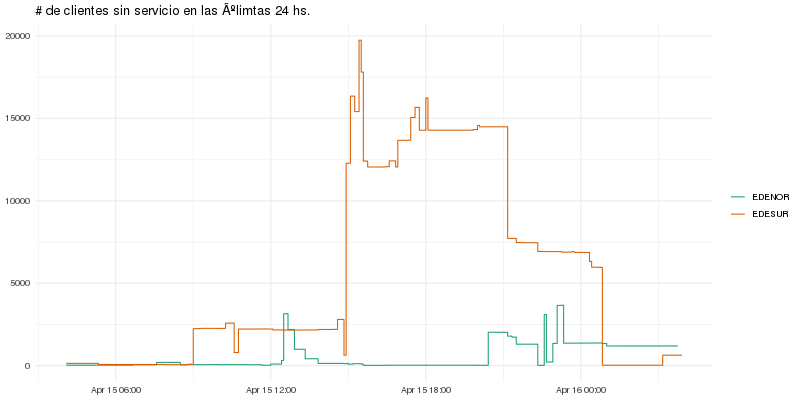 # de clientes sin servicio en las Ãºlimtas 24 hs.
20000
15000
10000
5000
0
Apr 15 06:00
Apr 15 12:00
Apr 15 18:00
Apr 16 00:00
EDENOR
EDESUR